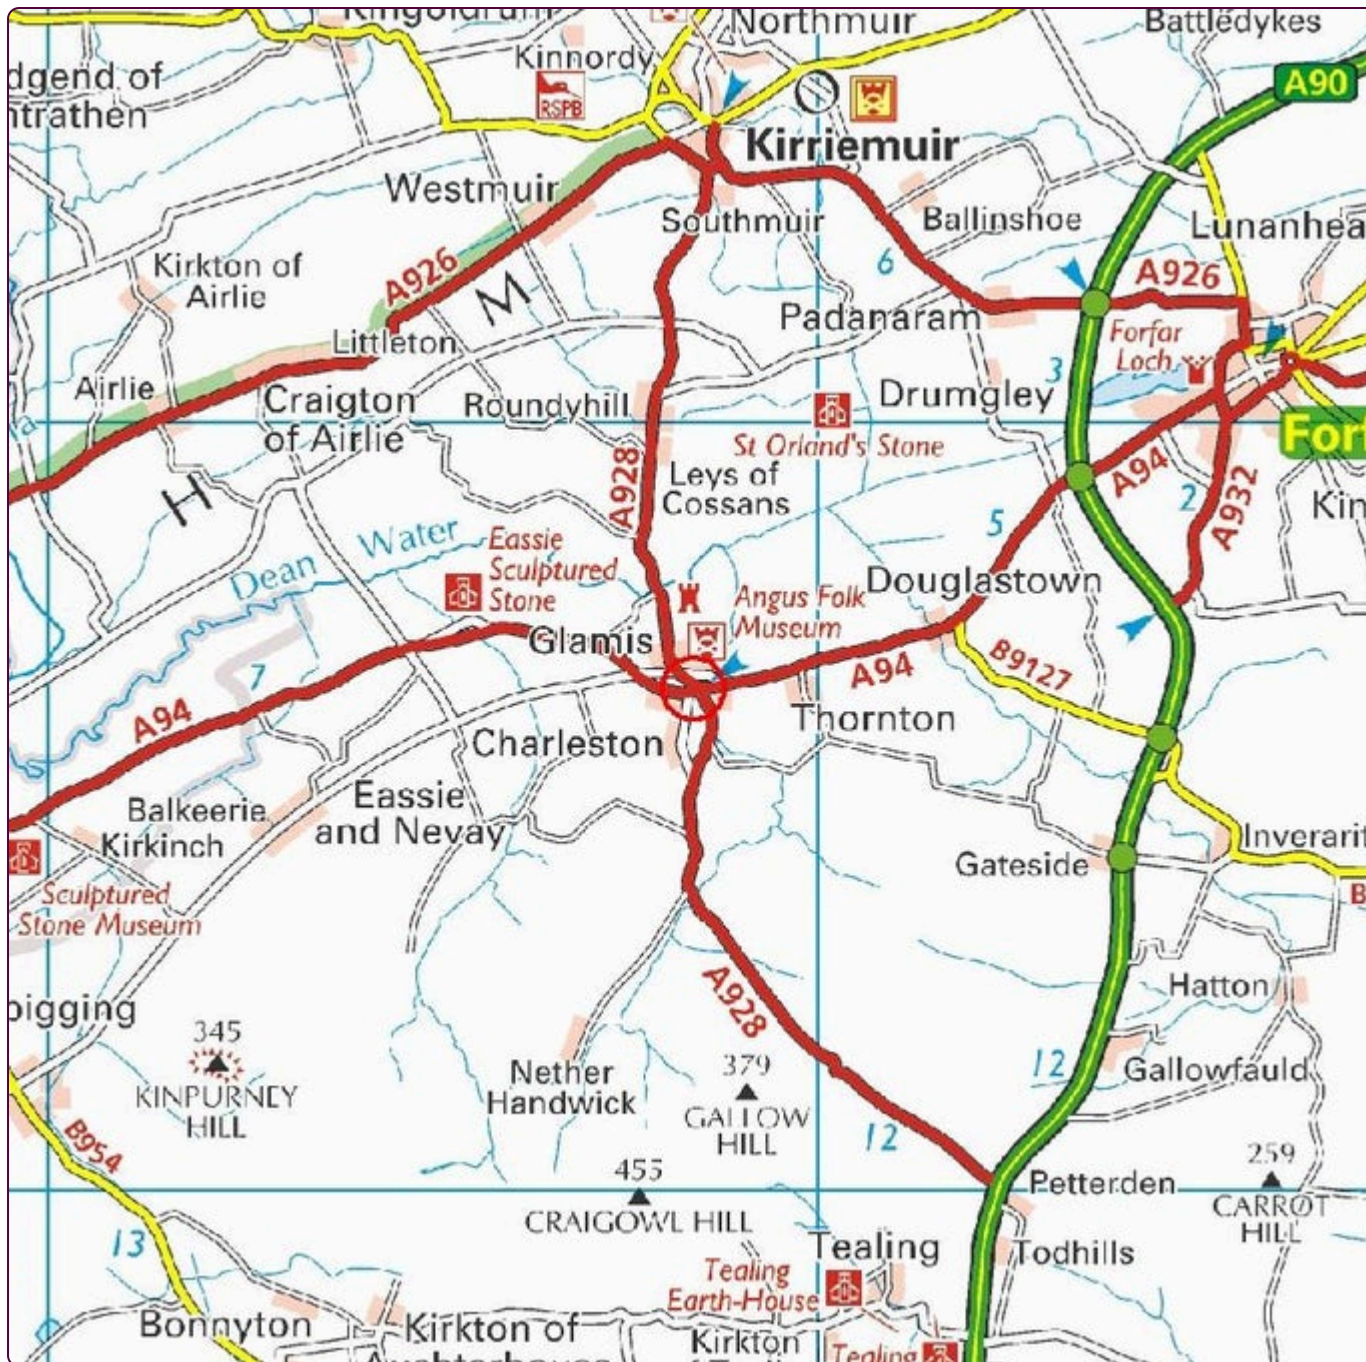 Northmuir
Battledykes
Kinnordy
RSPB
A90
Kirriemuir
Westmuir
Southmuir
Ballinshoe
6
Kirkton of
Airlie
A926
M
A926
Padanaram
Littleton
Forfar
Loch
3
Airlie
Craigton
of Airlie
Roundyhill
Drumgley
St Orland's Stone
A928
Leys of
Cossans
A94
2
A932
H
5
Dean Water
Eassie
Sculptured
Stone
Angus Folk
Museum
Douglastown
Glamis
A94
B9127
7
A94
Thornton
Charleston
Balkeerie
Eassie
and Nevay
Kirkinch
Gateside
Sculptured
Stone Museum
A928
Hatton
345
KINPURNEY
HILL
Nether
Handwick
379
GALLOW
HILL
12
Gallowfauld
B954
12
455
CRAIGOWL HILL
Petterden
259
CARROT
HILL
13
Tealing
Todhills
Tealing
Earth-House
Bonnyton
Kirkton of
Kirkton
Tealing